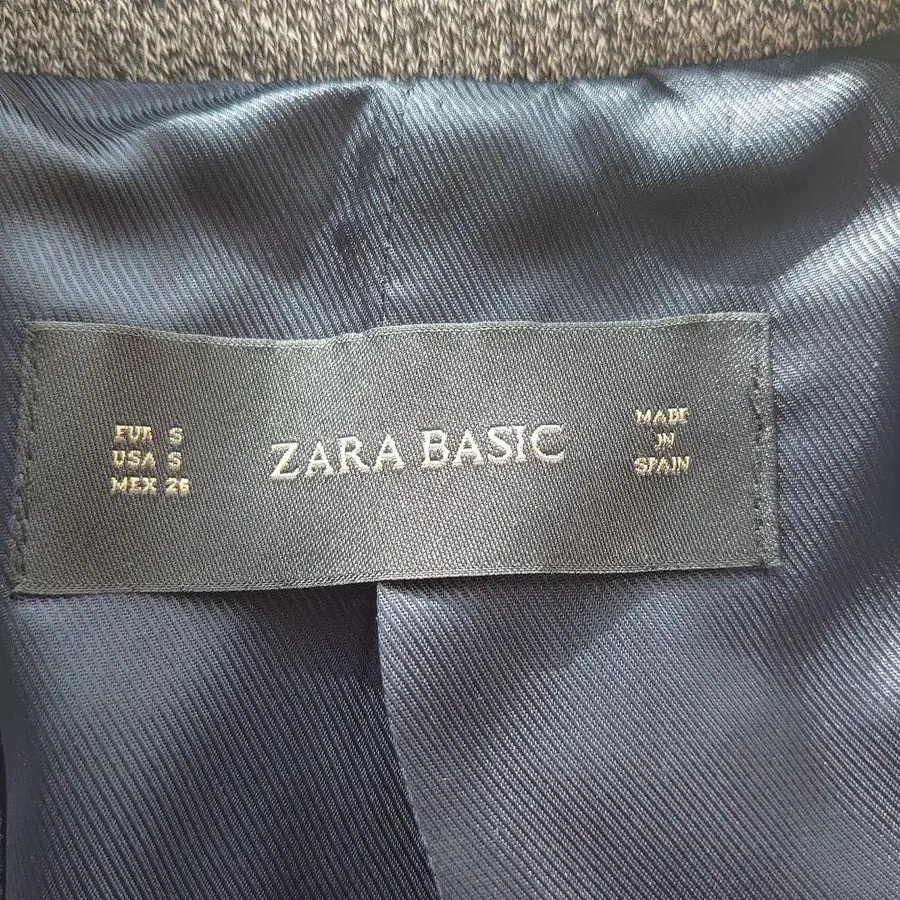 EUR S
USA S
MEX 26
ZARA BASIC
MADE
IN
SPAIN